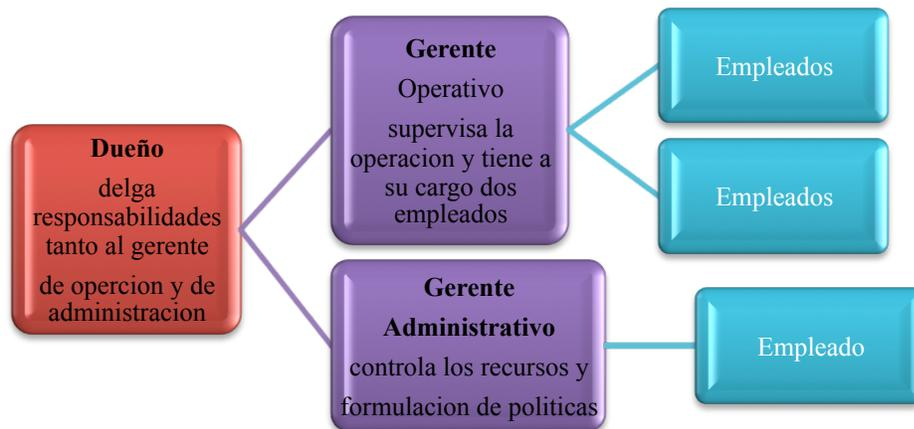 Dueño
delga
responsabilidades
tanto al gerente
de opercion y de
administracion
Gerente
Operativo
supervisa la
operacion y tiene a
su cargo dos
empleados
Empleados
Empleados
Gerente
Administrativo
controla los recursos y
formulacion de politicas
Empleado